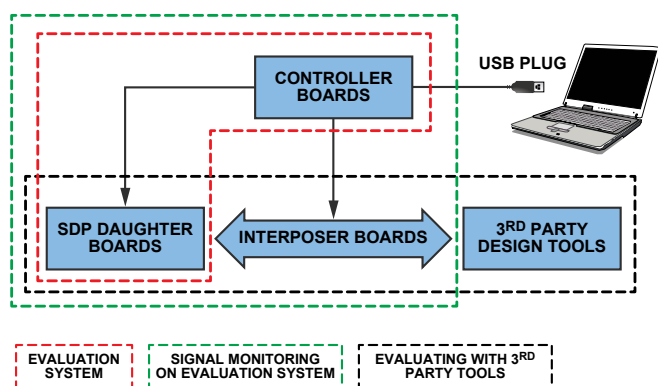 CONTROLLER
BOARDS
USB PLUG
SDP DAUGHTER
BOARDS
INTERPOSER BOARDS
3RD PARTY
DESIGN TOOLS
EVALUATION
SYSTEM
SIGNAL MONITORING
ON EVALUATION SYSTEM
EVALUATING WITH 3RD
PARTY TOOLS